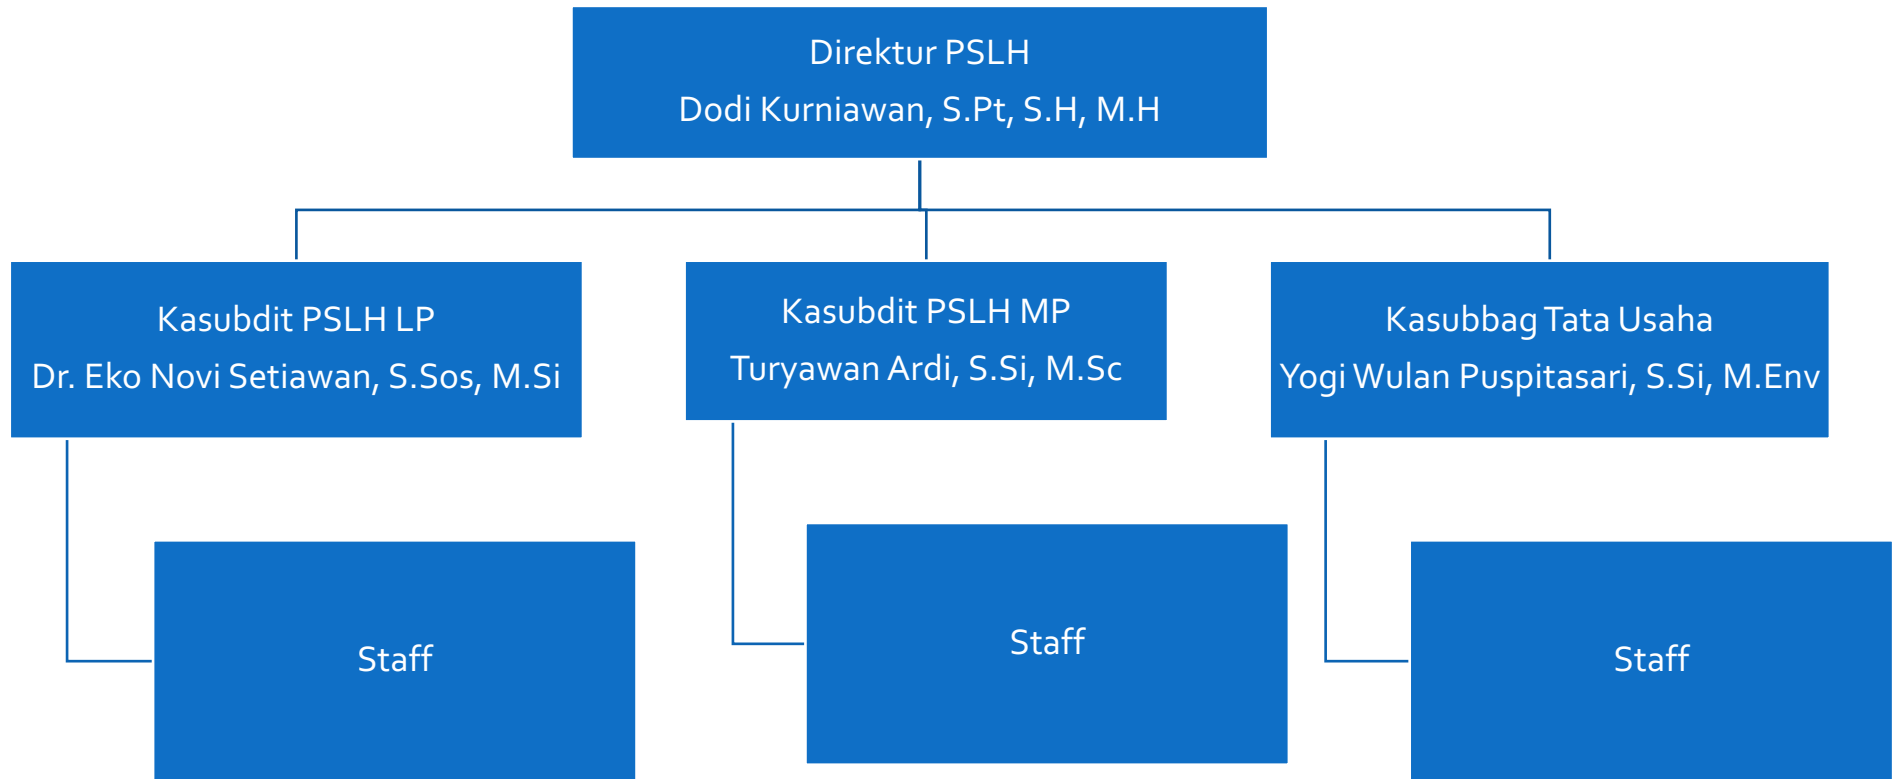 Direktur PSLH
Dodi Kurniawan, S.Pt, S.H, M.H
Kasubdit PSLH LP
Dr. Eko Novi Setiawan, S.Sos, M.Si
Kasubdit PSLH MP
Turyawan Ardi, S.Si, M.Sc
Kasubbag Tata Usaha
Yogi Wulan Puspitasari, S.Si, M.Env
Staff
Staff
Staff